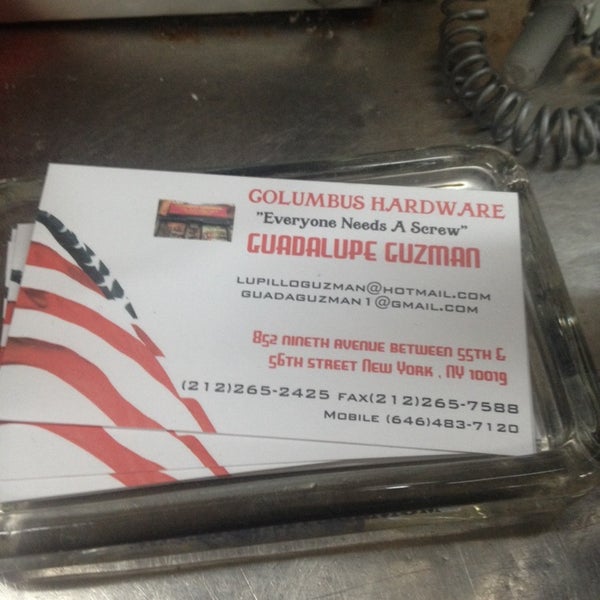 COLUMBUS HARDWARE
"Everyone Needs A Screw"
GUADALUPE GUZMAN
LUPILLOGUZMAN@HOTMAIL.COM
GUADAGUZMAN1@GMAIL.COM
852 NINETH AVENUE BETWEEN 55TH &
56TH STREET NEW YORK , NY 10019
(212)265-2425 FAX(212)265-7588
MOBILE (646)483-7120